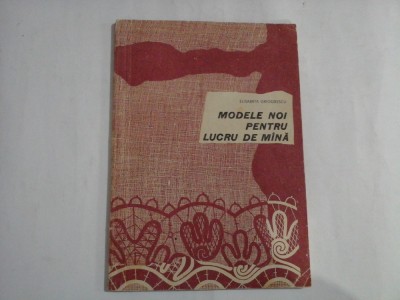 MODELE NOI
PENTRU
LUCRU DE MÎNĂ